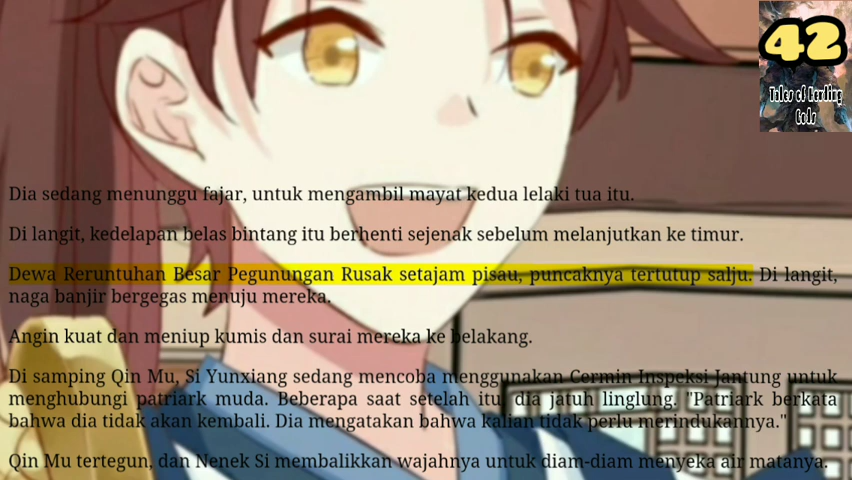 42
Tales of Herding
Gods
Dia sedang menunggu fajar, untuk mengambil mayat kedua lelaki tua itu.
Di langit, kedelapan belas bintang itu berhenti sejenak sebelum melanjutkan ke timur.
Dewa Reruntuhan Besar Pegunungan Rusak setajam pisau, puncaknya tertutup salju. Di langit,
naga banjir bergegas menuju mereka.
Angin kuat dan meniup kumis dan surai mereka ke belakang.
Di samping Qin Mu, Si Yunxiang sedang mencoba menggunakan Cermin Inspeksi Jantung untuk
menghubungi patriark muda. Beberapa saat setelah itu, dia jatuh linglung. "Patriark berkata
bahwa dia tidak akan kembali. Dia mengatakan bahwa kalian tidak perlu merindukannya."
Qin Mu tertegun, dan Nenek Si membalikkan wajahnya untuk diam-diam menyeka air matanya.